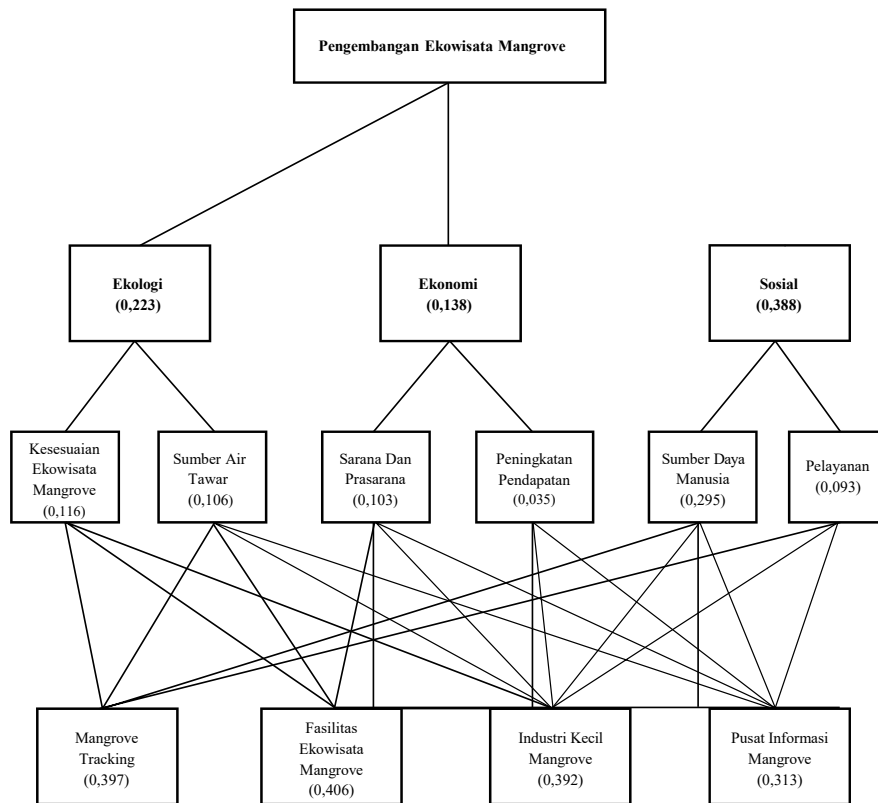 Pengembangan Ekowisata Mangrove
Ekologi
(0,223)
Ekonomi
(0,138)
Sosial
(0,388)
Kesesuaian
Ekowisata
Mangrove
(0,116)
Sumber Air
Tawar
(0,106)
Sarana Dan
Prasarana
(0,103)
Peningkatan
Pendapatan
(0,035)
Sumber Daya
Manusia
(0,295)
Pelayanan
(0,093)
Mangrove
Tracking
(0,397)
Fasilitas
Ekowisata
Mangrove
(0,406)
Industri Kecil
Mangrove
(0,392)
Pusat Informasi
Mangrove
(0,313)